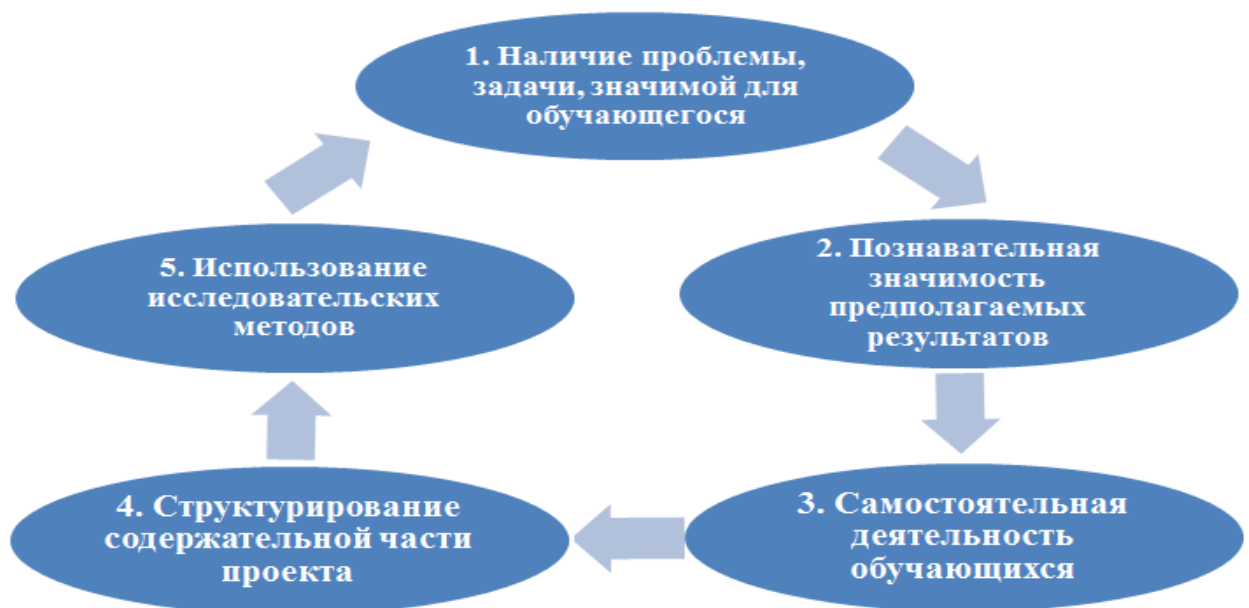 1. Наличие проблемы,
задачи, значимой для
обучающегося
2. Познавательная
значимость
предполагаемых
результатов
3. Самостоятельная
деятельность
обучающихся
4. Структурирование
содержательной части
проекта
5. Использование
исследовательских
методов